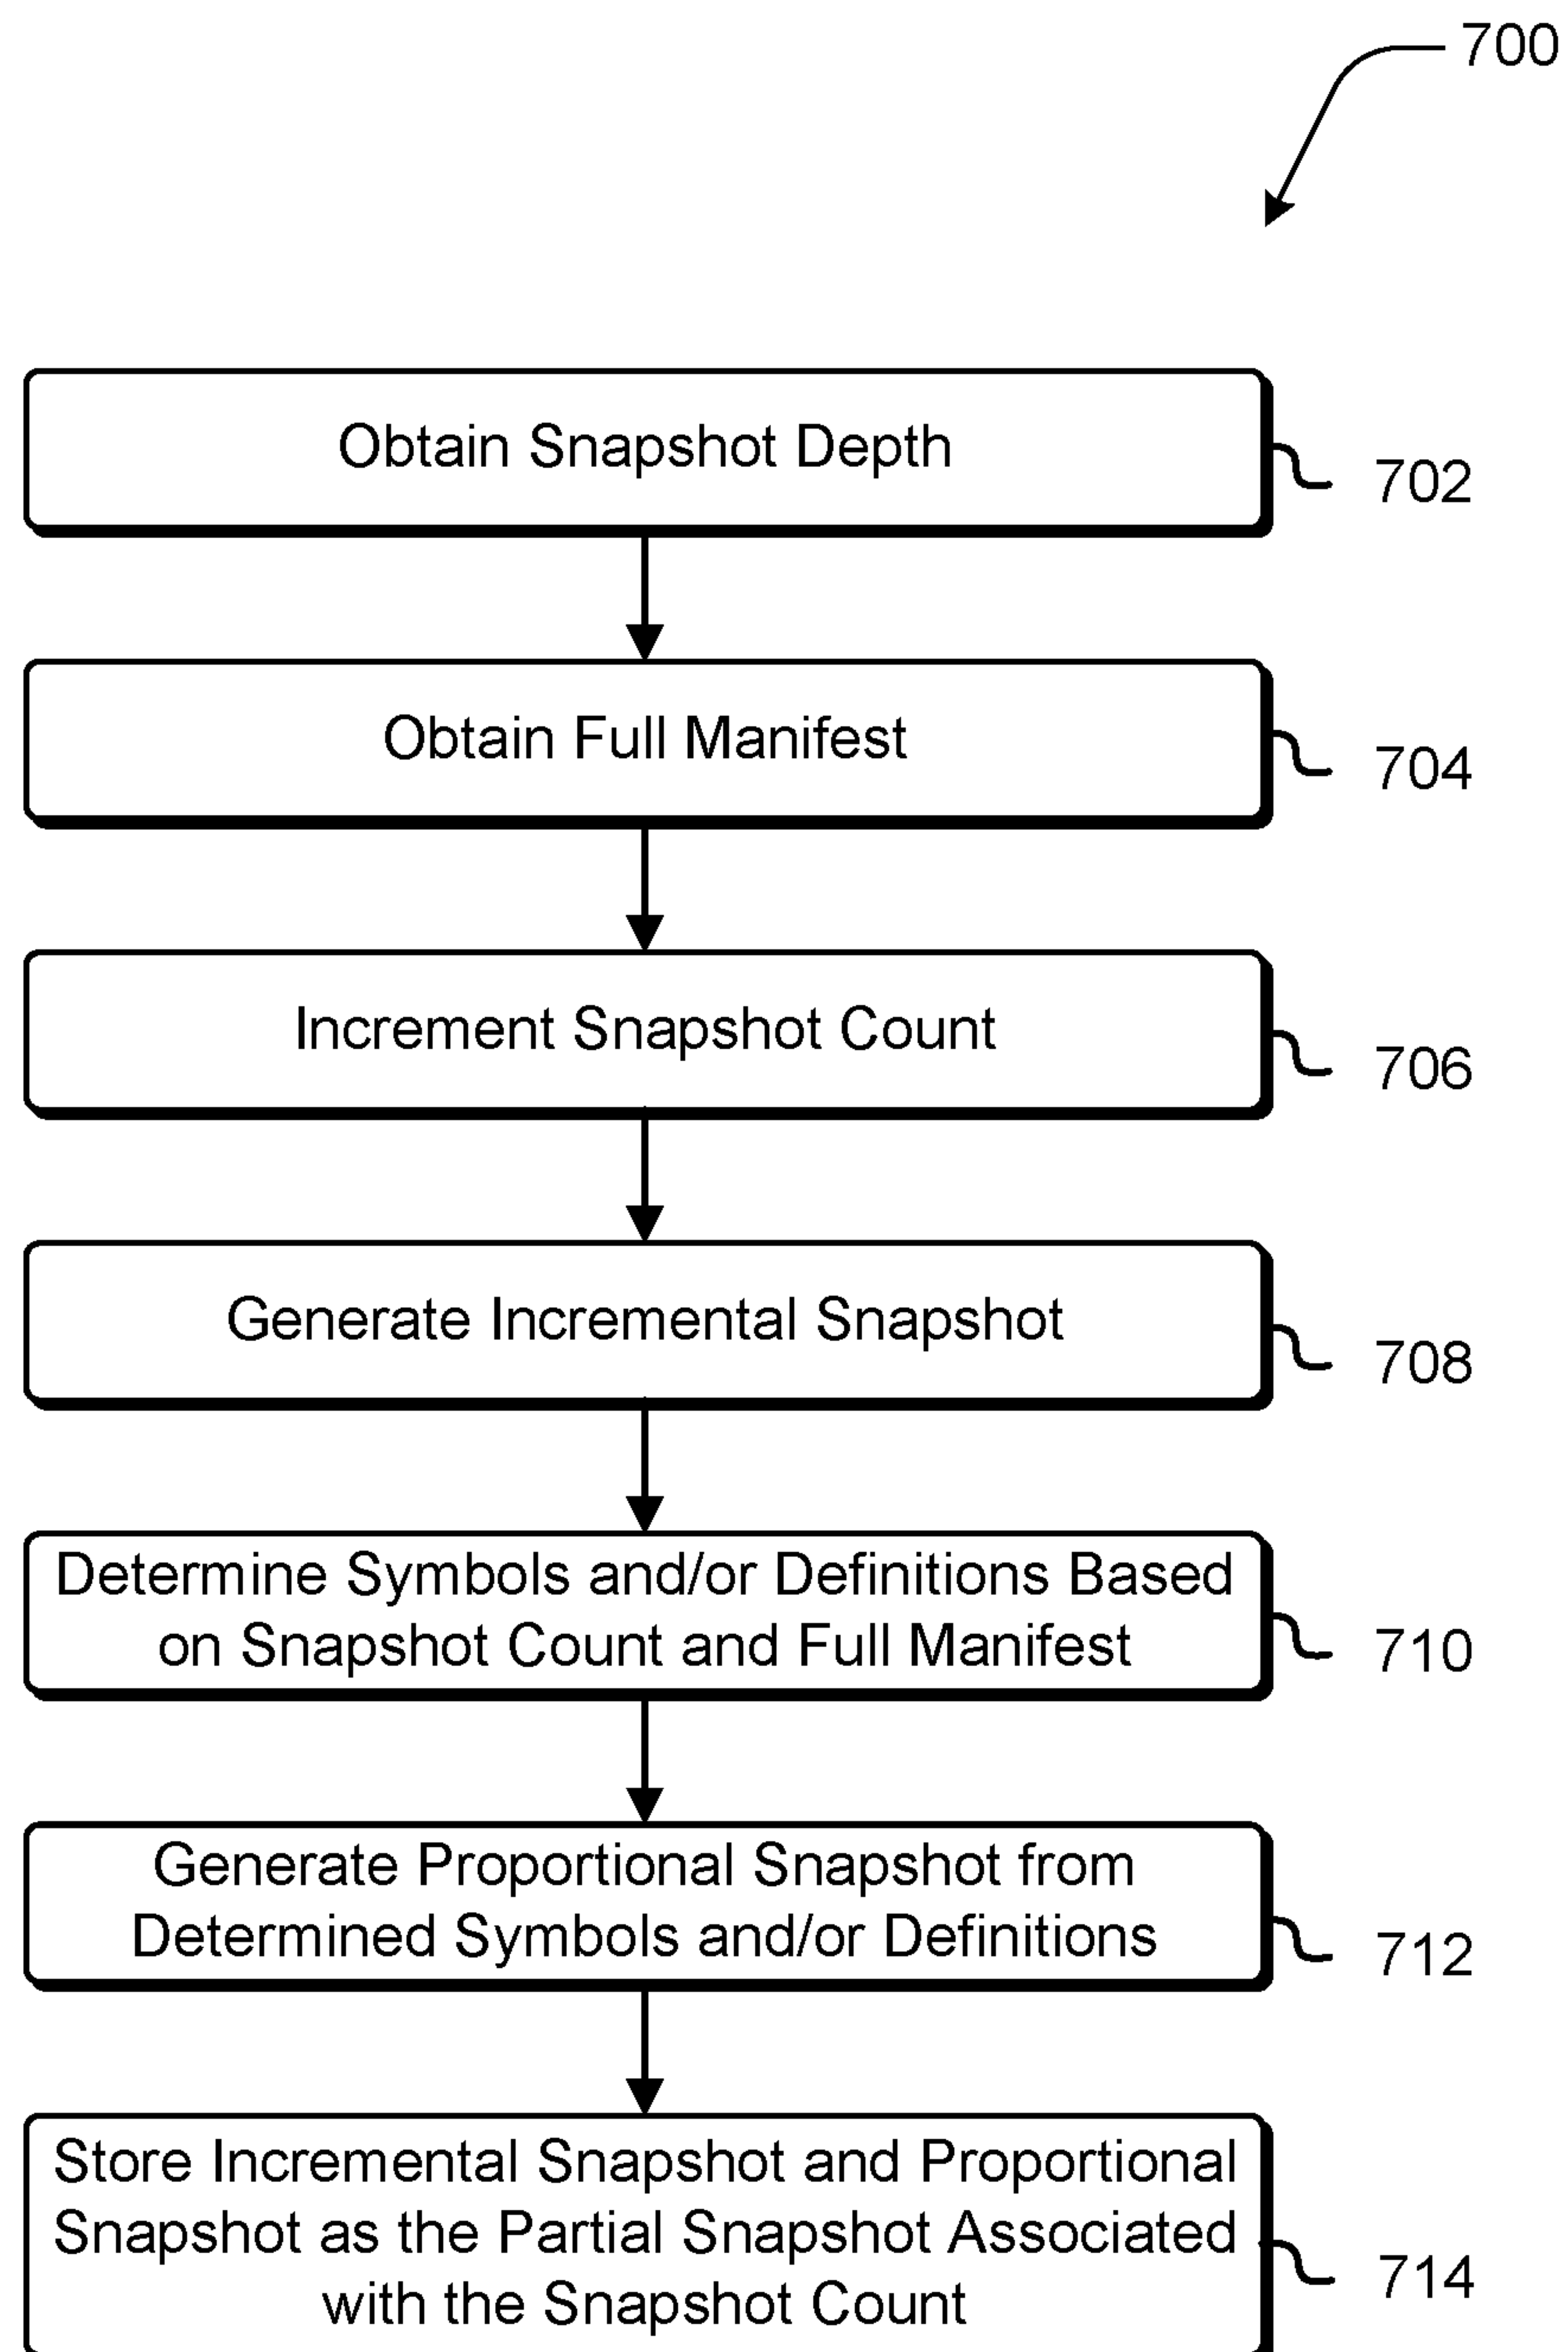 700
Obtain Snapshot Depth
702
Obtain Full Manifest
704
Increment Snapshot Count
706
Generate Incremental Snapshot
708
Determine Symbols and/or Definitions Based
on Snapshot Count and Full Manifest
710
Generate Proportional Snapshot from
Determined Symbols and/or Definitions
712
Store Incremental Snapshot and Proportional
Snapshot as the Partial Snapshot Associated
with the Snapshot Count
714